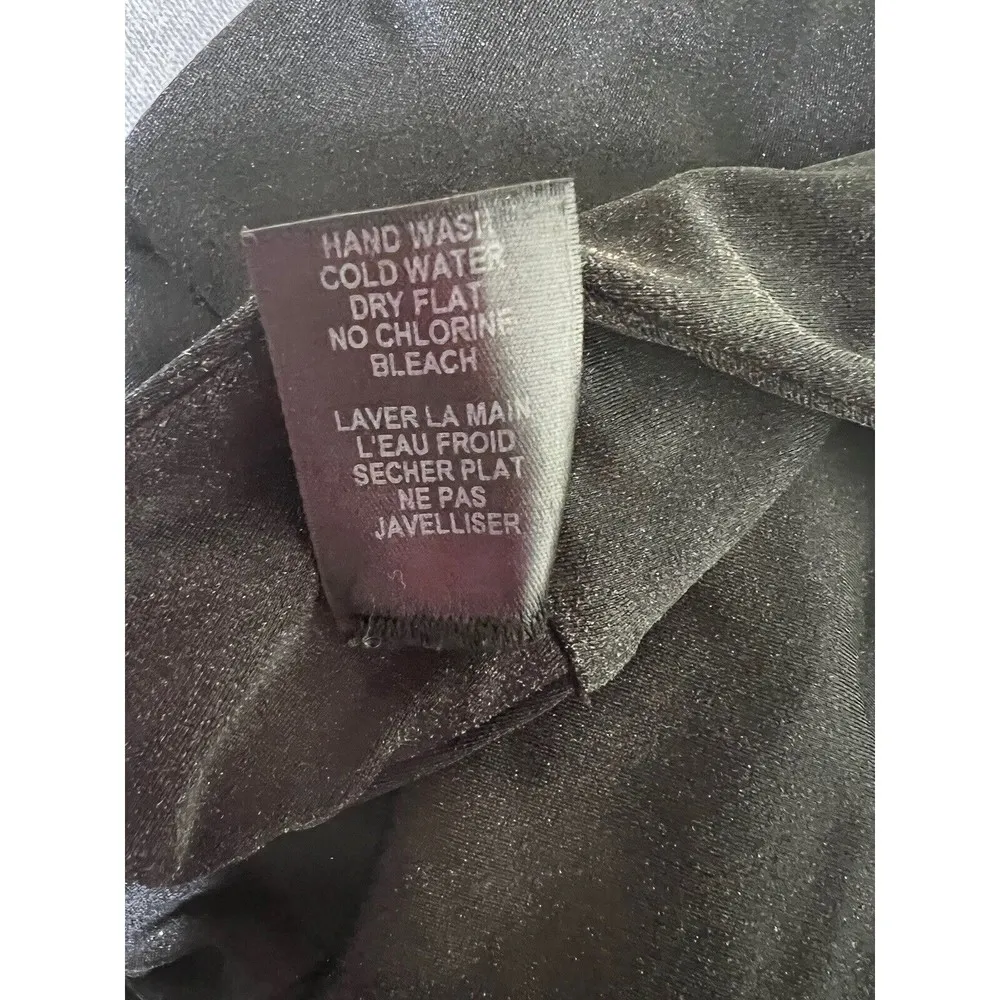 HAND WASH
COLD WATER
DRY FLAT
NO CHLORINE
BLEACH
LAVER LA MAIN
L'EAU FROID
SECHER PLAT
NE PAS
JAVELLISER